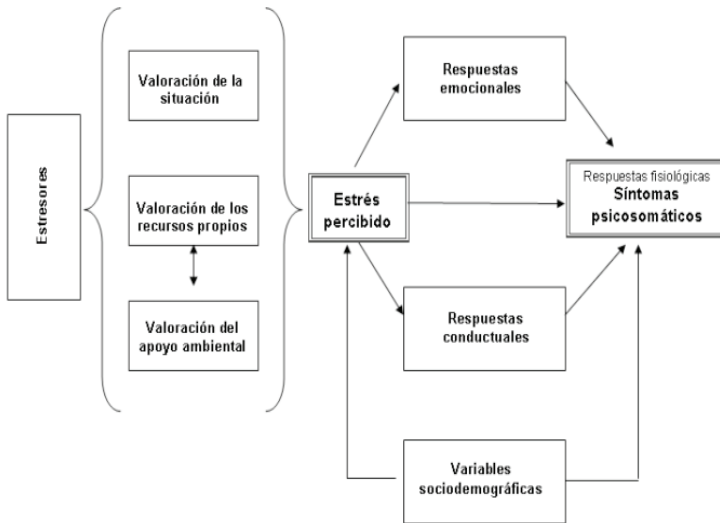 Estresores
Valoración de la
situación
Valoración de los
recursos propios
Valoración del
apoyo ambiental
Estrés
percibido
Respuestas
emocionales
Respuestas
conductuales
Variables
sociodemográficas
Respuestas fisiológicas
Síntomas
psicosomáticos